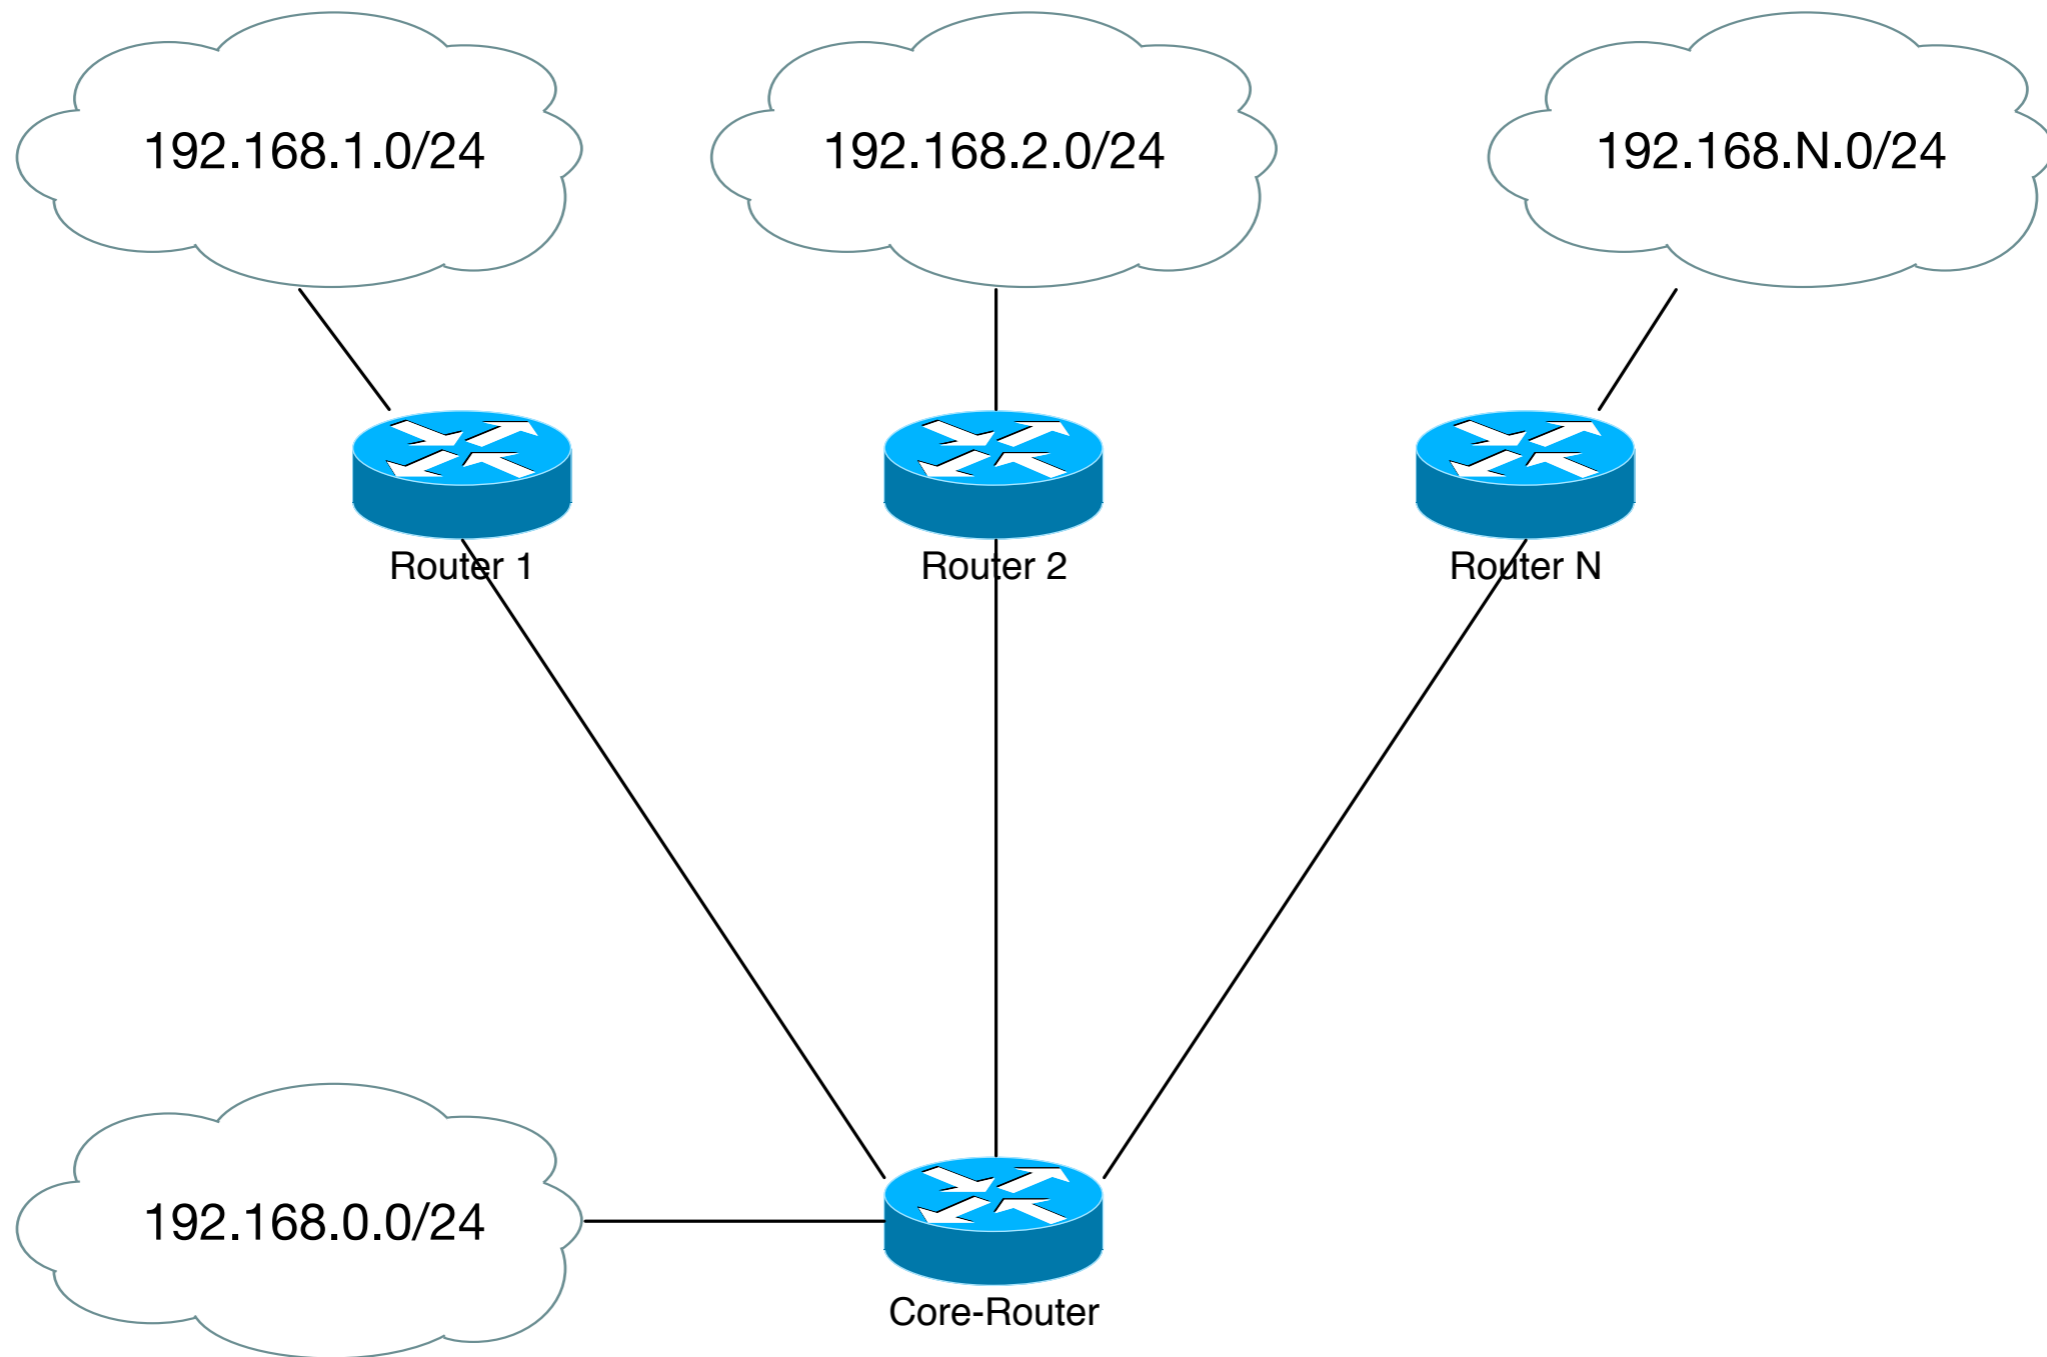 192.168.1.0/24
192.168.2.0/24
192.168.N.0/24
Router 1
Router 2
Router N
192.168.0.0/24
Core-Router